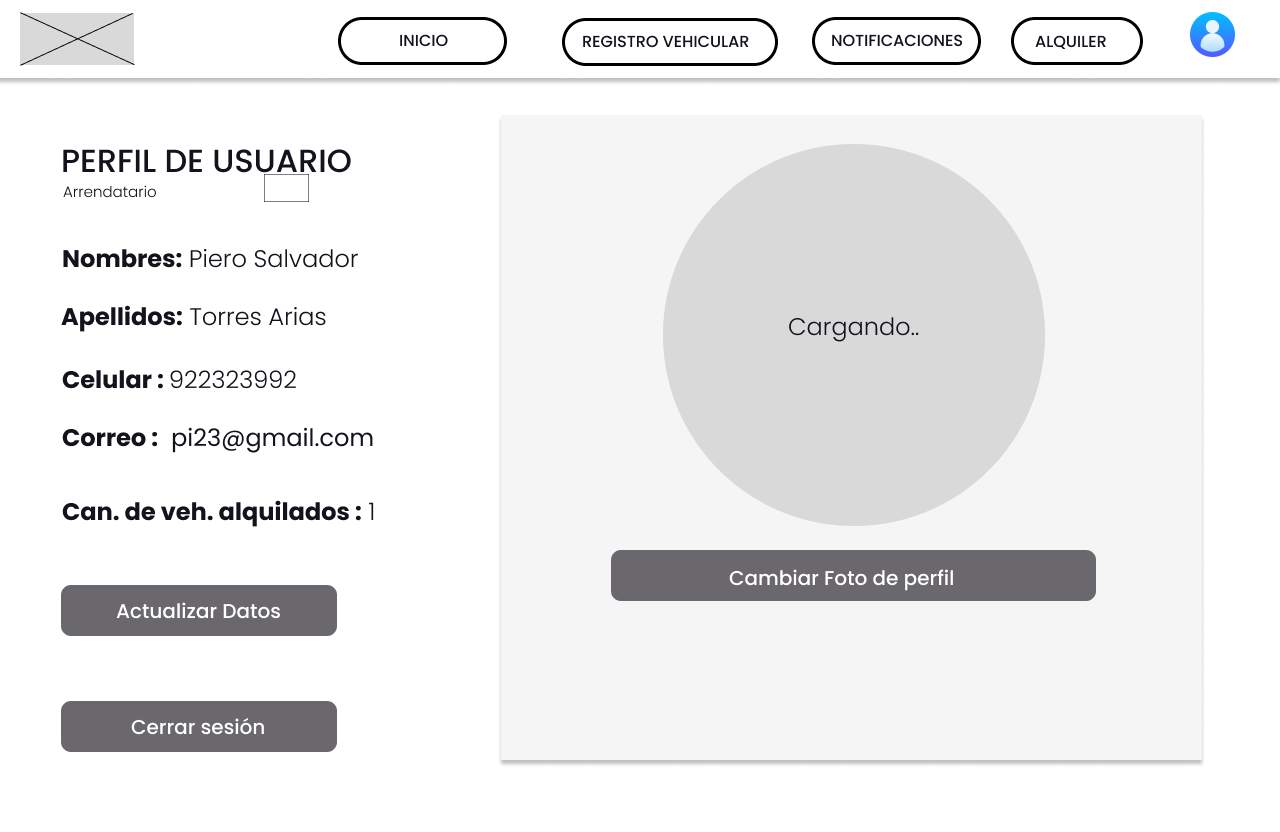 INICIO
REGISTRO VEHICULAR
NOTIFICACIONES
ALQUILER
PERFIL DE USUARIO
Arrendatario
Nombres: Piero Salvador
Apellidos: Torres Arias
Celular : 922323992
Correo : pi23@gmail.com
Can. de veh. alquilados : 1
Actualizar Datos
Cerrar sesión
Cargando..
Cambiar Foto de perfil